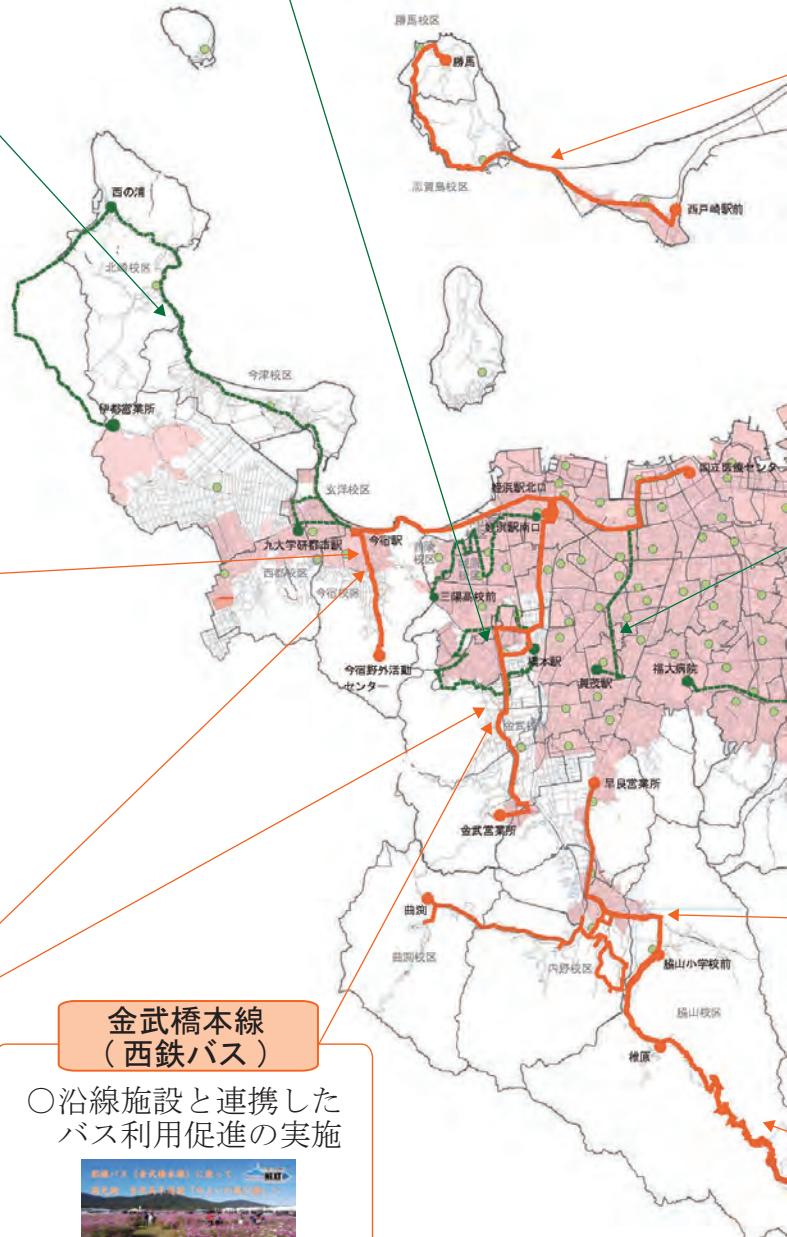 勝馬校区
勝馬
志賀島校区
西戸崎駅前
西の浦
北崎校区
今津校区
伊都営業所
玄洋校区
国立医療センター
姪浜駅北口
姪浜駅南口
九大学研都市駅
今宿駅
西都校区
今宿校区
校区
三陽高校前
今宿野外活動
センター
橋本駅
賀茂駅
福大病院
金武校区
早良営業所
金武営業所
曲渕
曲渕校区
内野校区
脇山小学校前
脇山校区
椎原
金武橋本線
（西鉄バス）
○沿線施設と連携した
バス利用促進の実施
NEXT